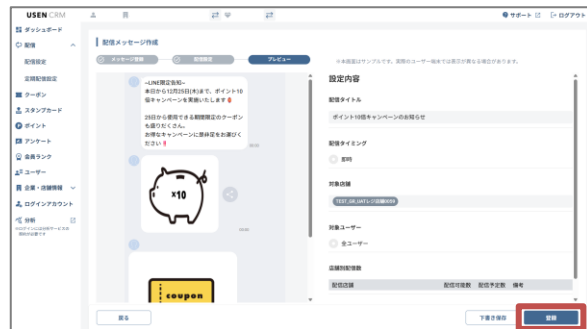 USEN CRM
サポート
ログアウト
ダッシュボード
配信
配信設定
定期配信設定
クーポン
スタンプカード
ポイント
アンケート
会員ランク
ユーザー
企業・店舗情報
ログインアカウント
分析
配信メッセージ作成
メッセージ登録
配信設定
プレビュー
※本画面はサンプルです。実際のユーザー端末では表示が異なる場合があります。
~LINE限定告知~
本日から12月25日(木)まで、ポイント10
倍キャンペーンを実施いたします
25日から使用できる期間限定のクーポン
も盛りだくさん。
お得なキャンペーンに是非足をお運びく
ださい
×10
coupon
設定内容
配信タイトル
ポイント10倍キャンペーンのお知らせ
配信タイミング
即時
対象店舗
対象ユーザー
全ユーザー
店舗別配信数
配信店舗 配信可能数 配信予定数 備考
戻る
下書き保存
登録